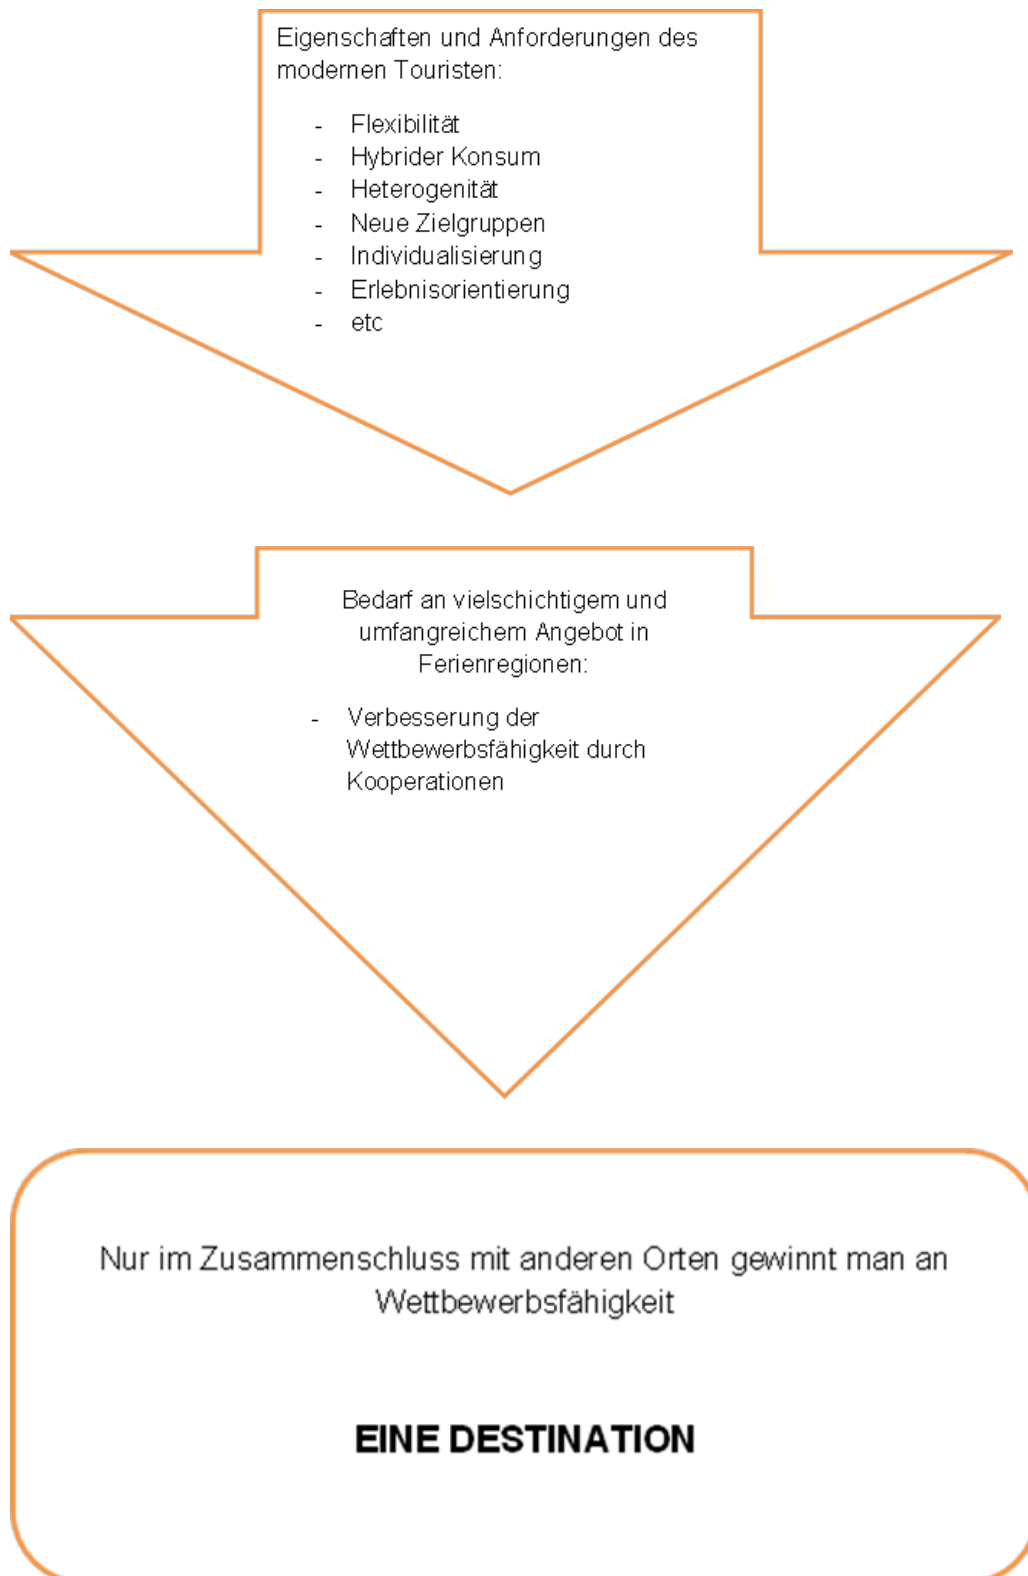 Eigenschaften und Anforderungen des
modernen Touristen:
- Flexibilität
- Hybrider Konsum
- Heterogenität
- Neue Zielgruppen
- Individualisierung
- Erlebnisorientierung
- etc
Bedarf an vielschichtigem und
umfangreichem Angebot in
Ferienregionen:
- Verbesserung der
Wettbewerbsfähigkeit durch
Kooperationen
Nur im Zusammenschluss mit anderen Orten gewinnt man an
Wettbewerbsfähigkeit
EINE DESTINATION